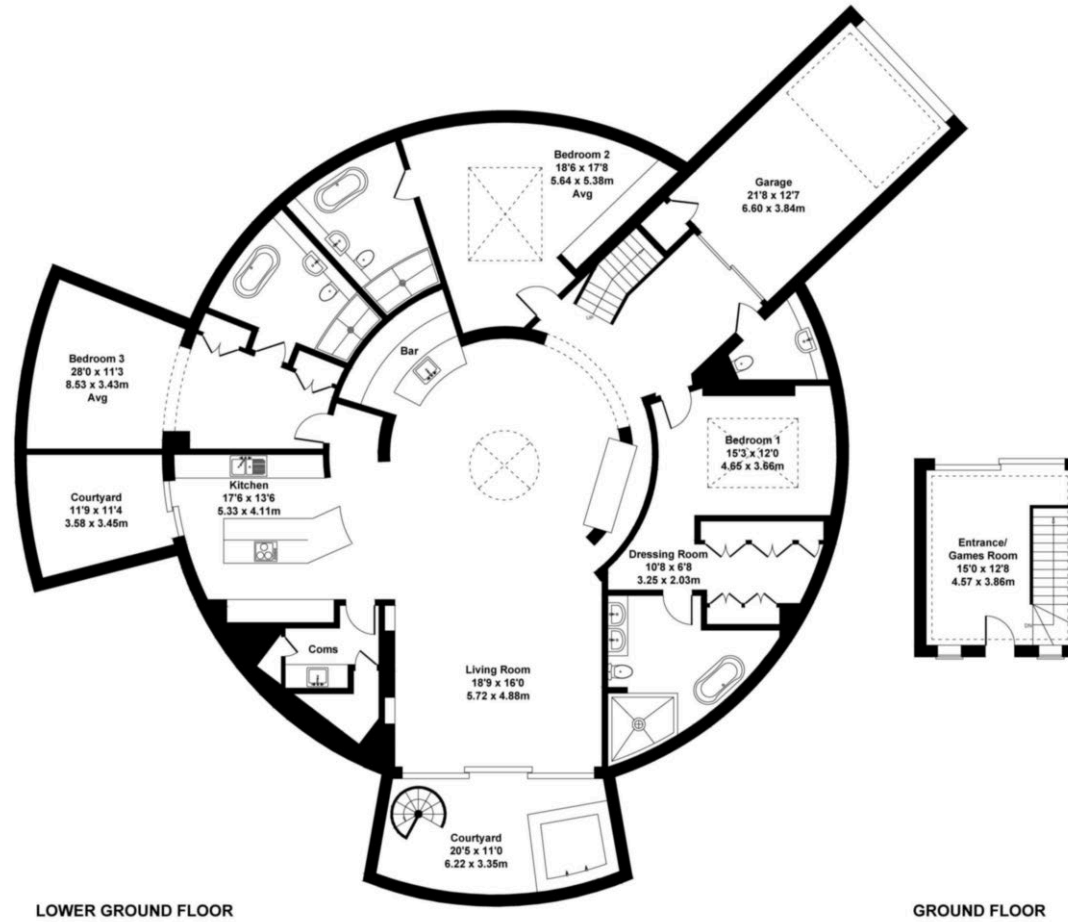 Bedroom 2
18'6 x 17'8
5.64 x 5.38m
Avg
Garage
21'8 x 12'7
6.60 x 3.84m
Bar
Bedroom 3
28'0 x 11'3
8.53 x 3.43m
Avg
Bedroom 1
15'3 x 12'0
4.65 x 3.66m
Kitchen
17'6 x 13'6
5.33 x 4.11m
Courtyard
11'9 x 11'4
3.58 x 3.45m
Dressing Room
10'8 x 6'8
3.25 x 2.03m
Entrance/
Games Room
15'0 x 12'8
4.57 x 3.86m
DN
Coms
Living Room
18'9 x 16'0
5.72 x 4.88m
Courtyard
20'5 x 11'0
6.22 x 3.35m
LOWER GROUND FLOOR
GROUND FLOOR